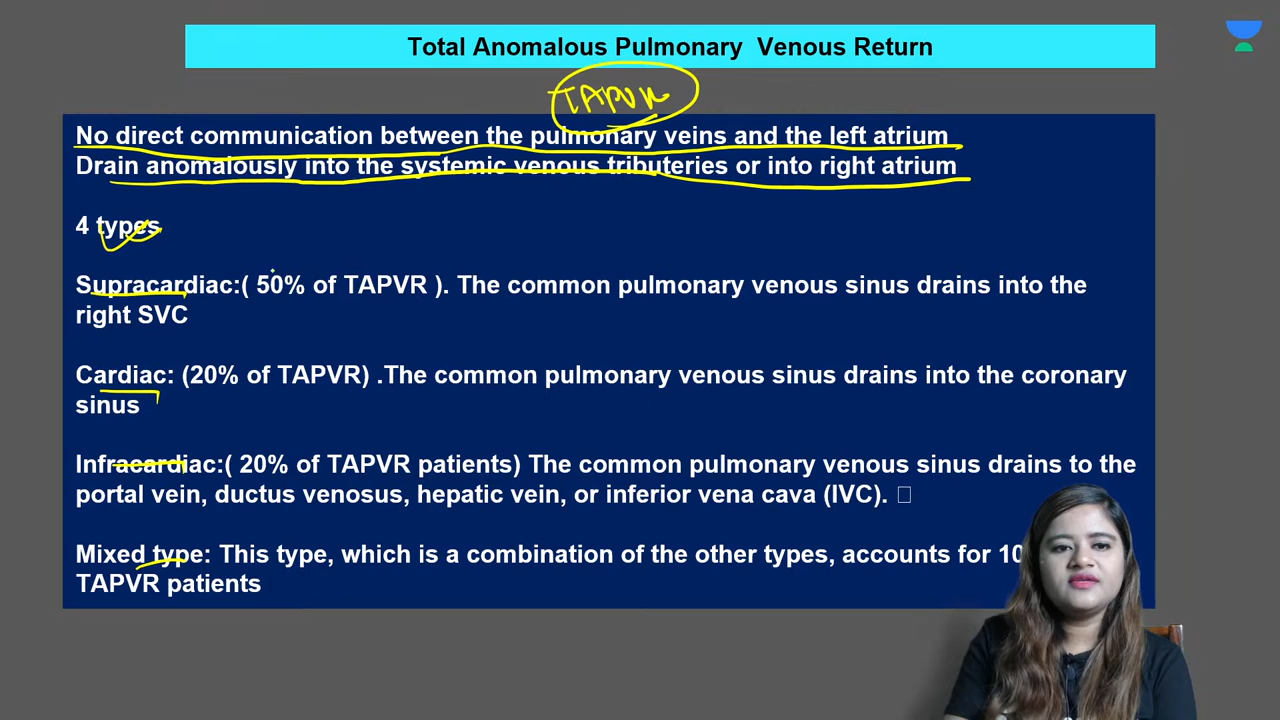 Total Anomalous Pulmonary Venous Return
TAPVR
No direct communication between the pulmonary veins and the left atrium
Drain anomalously into the systemic venous tributeries or into right atrium
4 types
Supracardiac:( 50% of TAPVR ). The common pulmonary venous sinus drains into the
right SVC
Cardiac: (20% of TAPVR) .The common pulmonary venous sinus drains into the coronary
sinus
Infracardiac:( 20% of TAPVR patients) The common pulmonary venous sinus drains to the
portal vein, ductus venosus, hepatic vein, or inferior vena cava (IVC). □
Mixed type: This type, which is a combination of the other types, accounts for 10
TAPVR patients